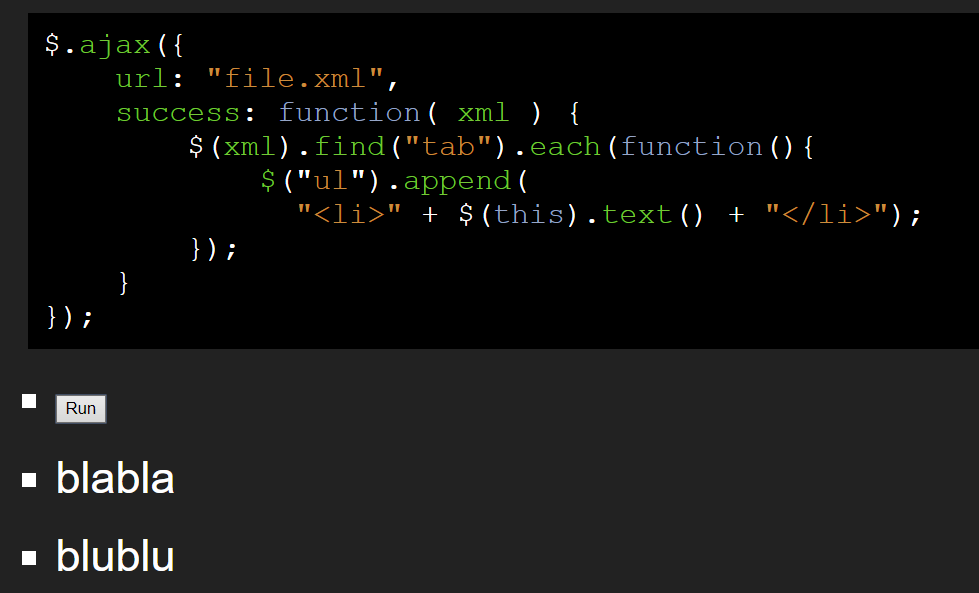 $.ajax({
url: "file.xml",
success: function( xml ) {
$(xml).find("tab").each(function(){
$("ul").append(
"<li>" + $(this).text() + "</li>");
});
}
});
Run
blabla
blublu